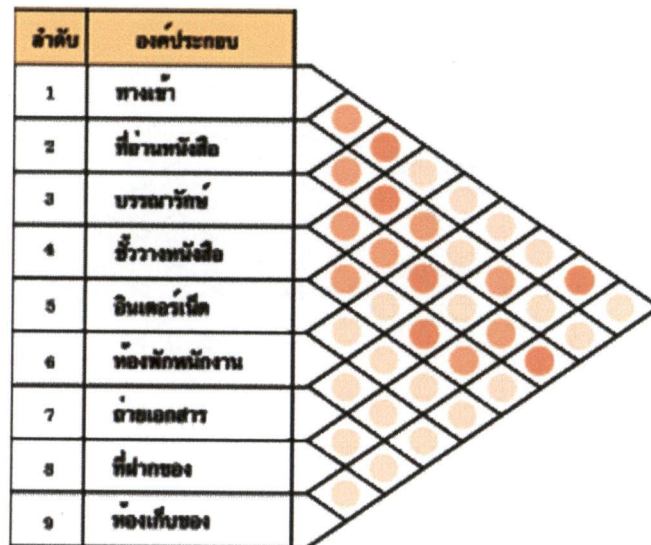 ลำดับ องค์ประกอบ
1 ทางเข้า
2 ที่อ่านหนังสือ
3 บรรณารักษ์
4 ชั้วางหนังสือ
5 อินเตอร์เน็ต
6 ห้องพักพนักงาน
7 ถ่ายเอกสาร
8 ที่ฝากของ
9 ห้องเก็บของ